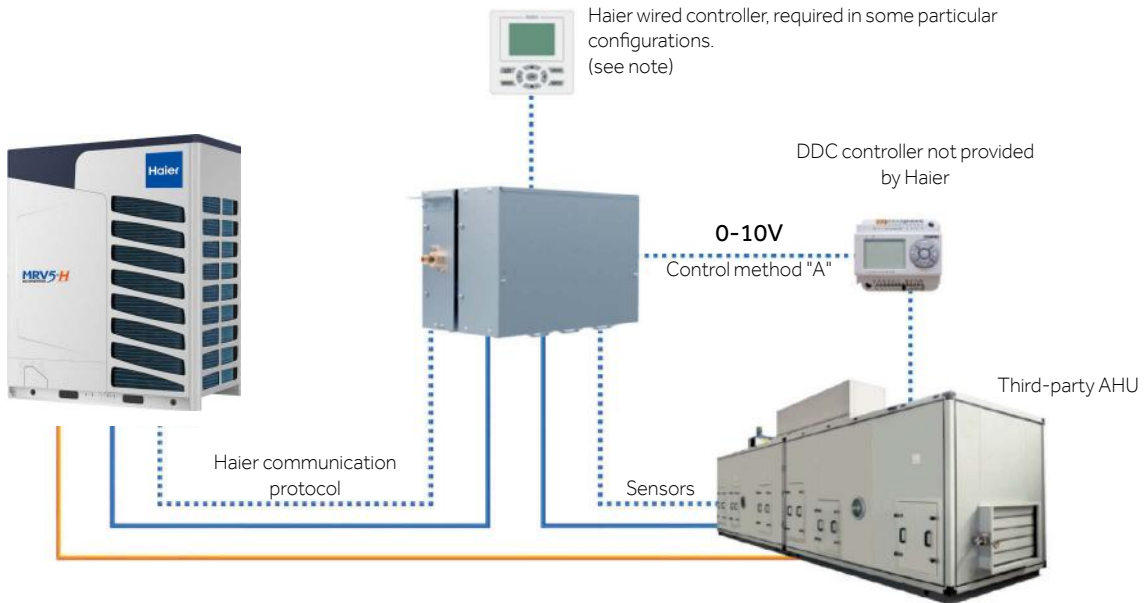 Haier wired controller, required in some particular
configurations.
(see note)
DDC controller not provided
by Haier
Haier
0-10V
Control method "A"
MRV5-H
Third-party AHU
Haier communication
protocol
Sensors